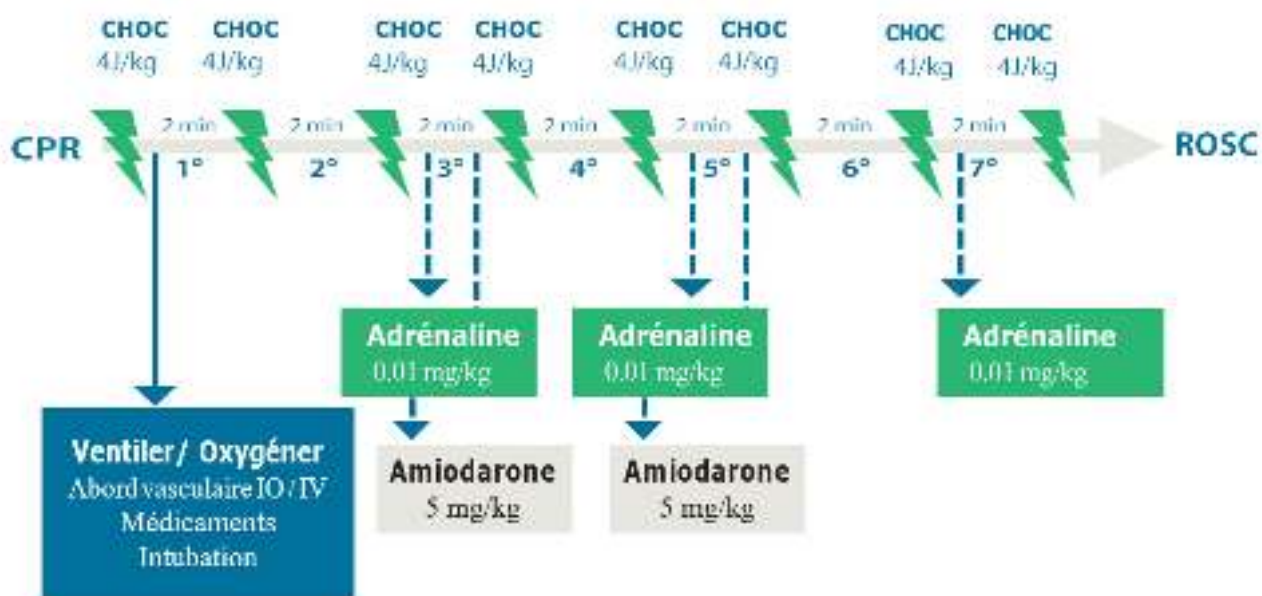 CHOC CHOC CHOC CHOC CHOC CHOC CHOC CHOC
4J/kg 4J/kg 4J/kg 4J/kg 4J/kg 4J/kg 4J/kg 4J/kg
2 min 2 min 2 min 2 min 2 min 2 min 2 min
CPR ROSC
1° 2° 3° 4° 5° 6° 7°
Adrénaline Adrénaline Adrénaline
0.01 mg/kg 0.01 mg/kg 0.01 mg/kg
Ventiler/ Oxygéner
Abord vasculaire IO / IV
Médicaments
Intubation
Amiodarone Amiodarone
5 mg/kg 5 mg/kg